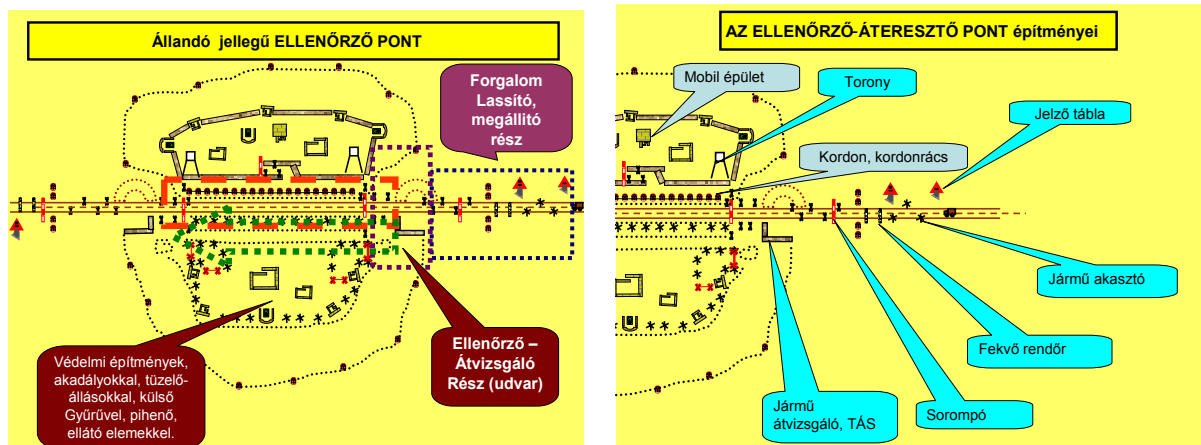 Állandó jellegű ELLENŐRZŐ PONT
Forgalom
Lassító,
megállitó
rész
Védelmi építmények,
akadályokkal, tüzelő-
állásokkal, külső
Gyűrűvel, pihenő,
ellátó elemekkel.
Ellenőrző –
Átvizsgáló
Rész (udvar)
AZ ELLENŐRZŐ-ÁTERESZTŐ PONT építményei
Mobil épület
Torony
Jelző tábla
Kordon, kordonrács
Jármű akasztó
Fekvő rendőr
Jármű
átvizsgáló, TÁS
Sorompó